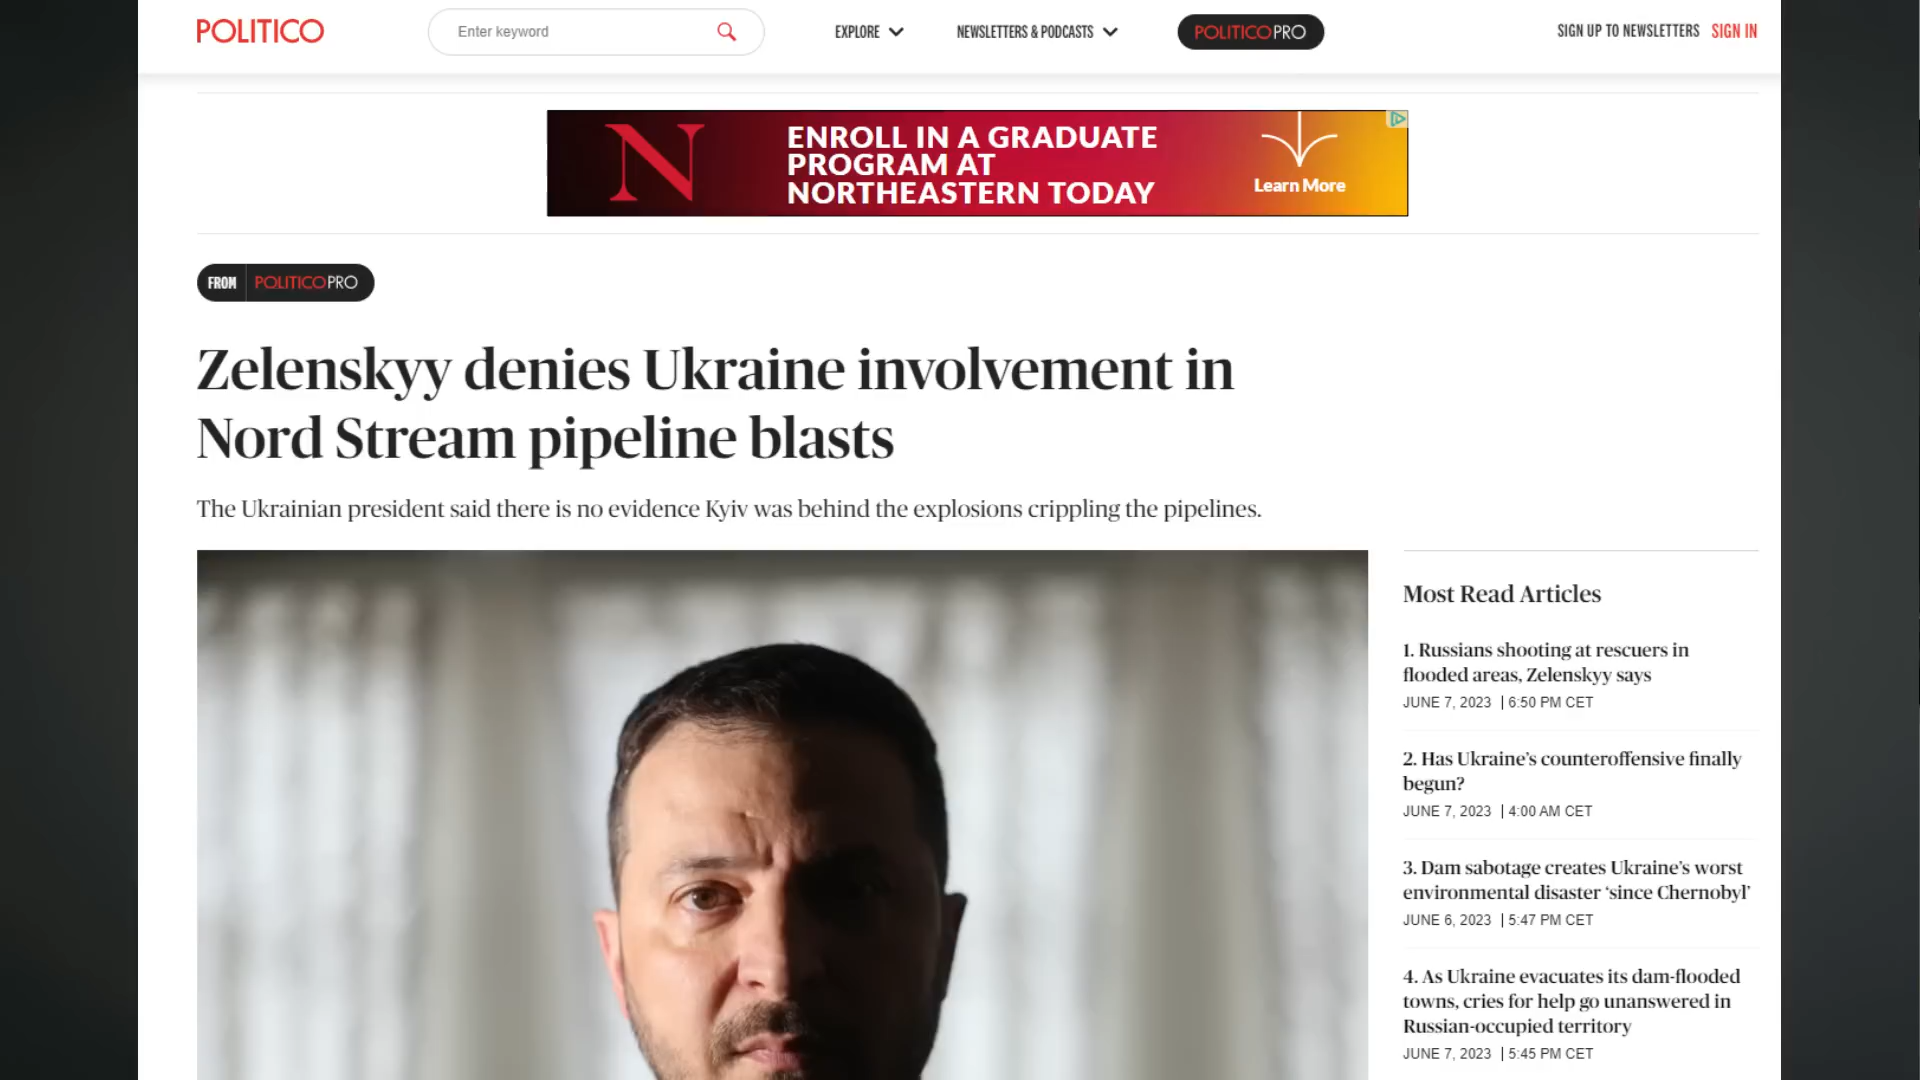 POLITICO
Enter keyword
EXPLORE
NEWSLETTERS & PODCASTS
POLITICOPRO
SIGN UP TO NEWSLETTERS
SIGN IN
N
ENROLL IN A GRADUATE
PROGRAM AT
NORTHEASTERN TODAY
Learn More
FROM POLITICOPRO
Zelenskyy denies Ukraine involvement in
Nord Stream pipeline blasts
The Ukrainian president said there is no evidence Kyiv was behind the explosions crippling the pipelines.
Most Read Articles
1. Russians shooting at rescuers in
flooded areas, Zelenskyy says
JUNE 7, 2023 | 6:50 PM CET
2. Has Ukraine’s counteroffensive finally
begun?
JUNE 7, 2023 | 4:00 AM CET
3. Dam sabotage creates Ukraine’s worst
environmental disaster ‘since Chernobyl’
JUNE 6, 2023 | 5:47 PM CET
4. As Ukraine evacuates its dam-flooded
towns, cries for help go unanswered in
Russian-occupied territory
JUNE 7, 2023 | 5:45 PM CET